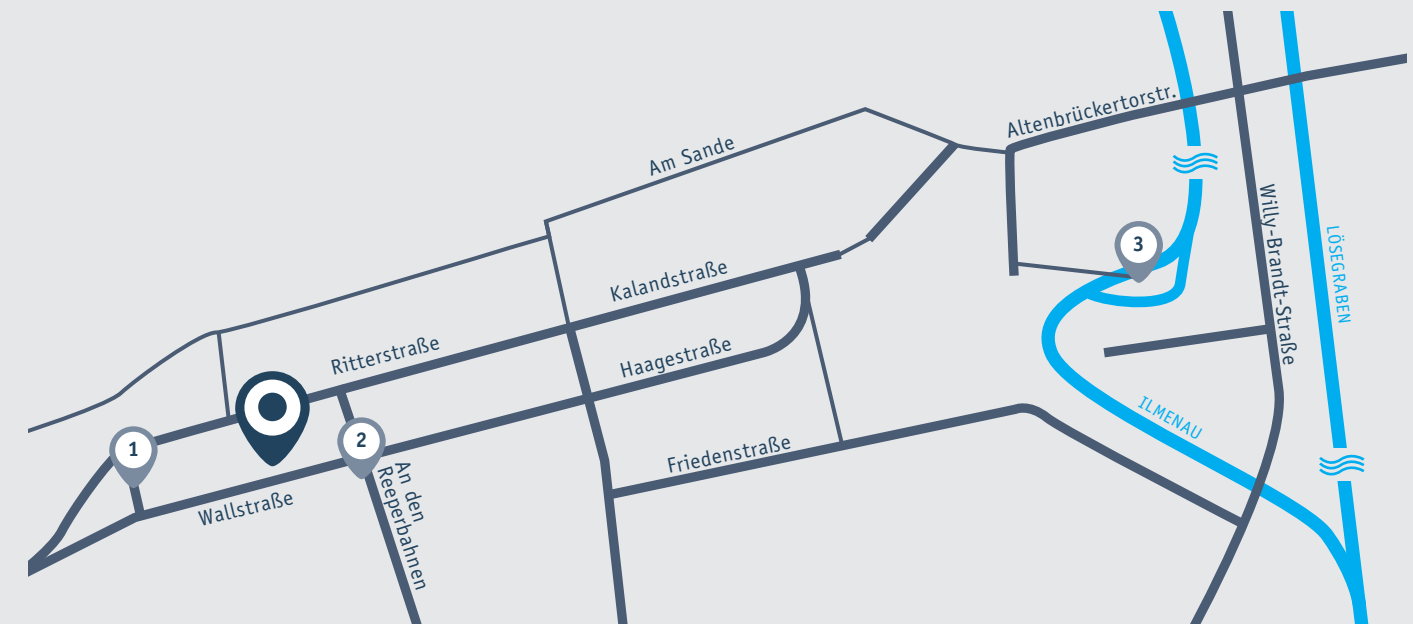 Altenbrückertorstr.
Am Sande
Willy-Brandt-Straße
LÖSEGRABEN
3
Kalandstraße
Ritterstraße
Haagestraße
ILMENAU
1
2
Friedenstraße
An den
Reeperbahnen
Wallstraße